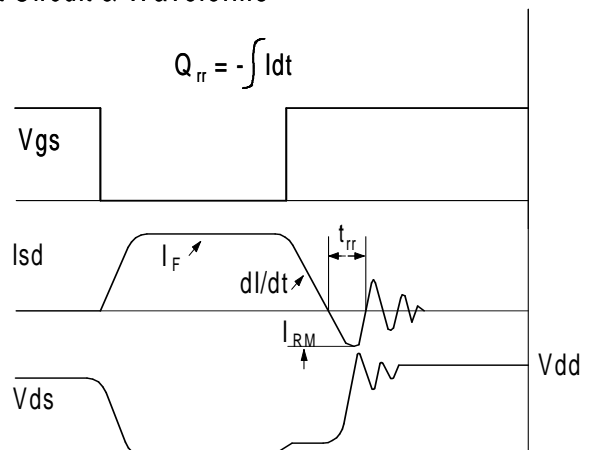 Circuit & Waveforms
Q rr = - ∫ Idt
Vgs
Isd
I F
dI/dt
t rr
I RM
Vds
Vdd